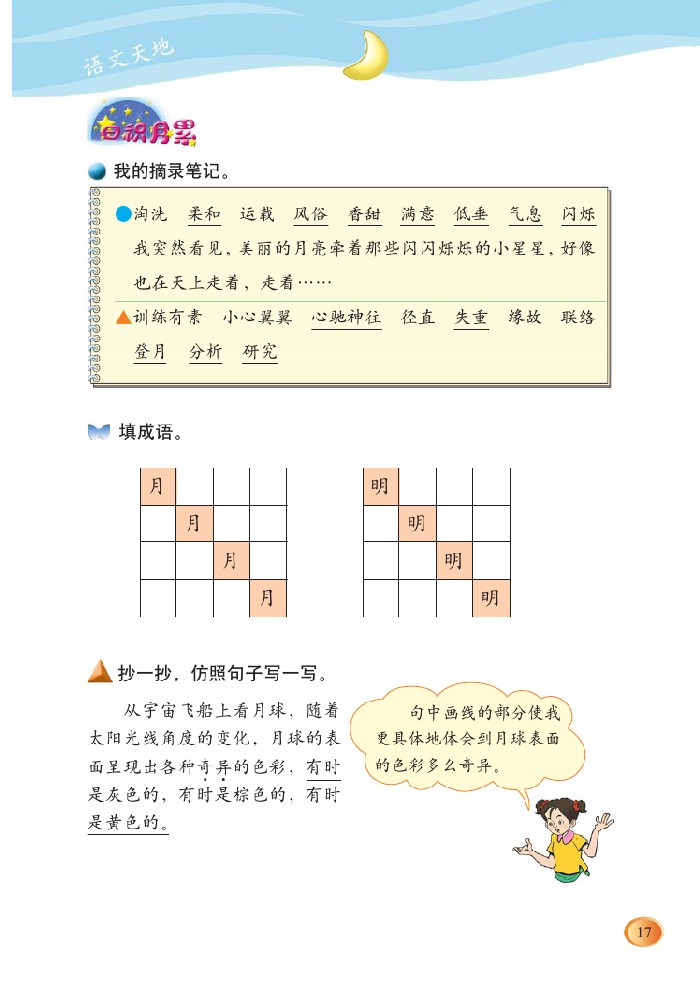 语文天地
日积月累
我的摘录笔记。
淘洗 柔和 运载 风俗 香甜 满意 低垂 气息 闪烁
我突然看见，美丽的月亮牵着那些闪闪烁烁的小星星，好像
也在天上走着，走着……
训练有素 小心翼翼 心驰神往 径直 失重 缘故 联络
登月 分析 研究
填成语。
月 明
月 明
月 明
月 明
抄一抄，仿照句子写一写。
从宇宙飞船上看月球，随着
太阳光线角度的变化，月球的表
面呈现出各种奇异的色彩，有时
是灰色的，有时是棕色的，有时
是黄色的。
句中画线的部分使我
更具体地体会到月球表面
的色彩多么奇异。
17